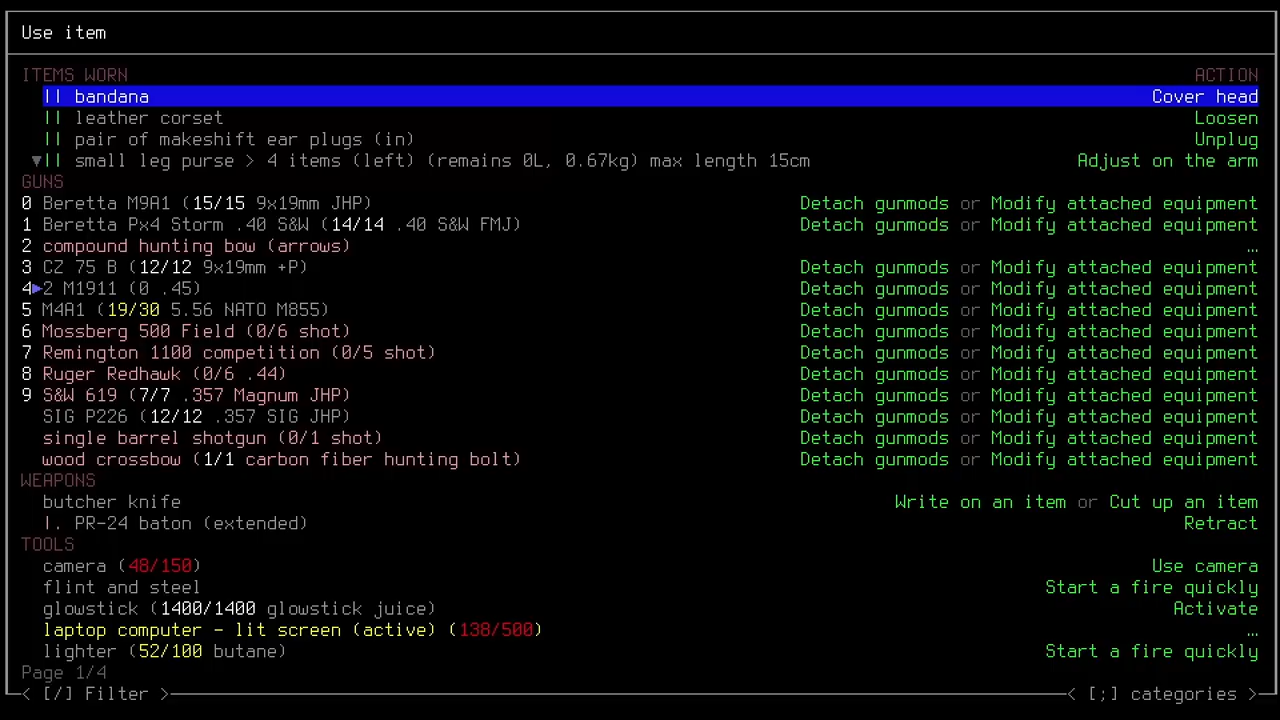 Use item
ITEMS WORN ACTION
|| bandana Cover head
|| leather corset Loosen
|| pair of makeshift ear plugs (in) Unplug
▼|| small leg purse > 4 items (left) (remains 0L, 0.67kg) max length 15cm Adjust on the arm
GUNS
0 Beretta M9A1 (15/15 9x19mm JHP) Detach gunmods or Modify attached equipment
1 Beretta Px4 Storm .40 S&W (14/14 .40 S&W FMJ) Detach gunmods or Modify attached equipment
2 compound hunting bow (arrows) …
3 CZ 75 B (12/12 9x19mm +P) Detach gunmods or Modify attached equipment
4▶2 M1911 (0 .45) Detach gunmods or Modify attached equipment
5 M4A1 (19/30 5.56 NATO M855) Detach gunmods or Modify attached equipment
6 Mossberg 500 Field (0/6 shot) Detach gunmods or Modify attached equipment
7 Remington 1100 competition (0/5 shot) Detach gunmods or Modify attached equipment
8 Ruger Redhawk (0/6 .44) Detach gunmods or Modify attached equipment
9 S&W 619 (7/7 .357 Magnum JHP) Detach gunmods or Modify attached equipment
SIG P226 (12/12 .357 SIG JHP) Detach gunmods or Modify attached equipment
single barrel shotgun (0/1 shot) Detach gunmods or Modify attached equipment
wood crossbow (1/1 carbon fiber hunting bolt) Detach gunmods or Modify attached equipment
WEAPONS
butcher knife Write on an item or Cut up an item
|. PR-24 baton (extended) Retract
TOOLS
camera (48/150) Use camera
flint and steel Start a fire quickly
glowstick (1400/1400 glowstick juice) Activate
laptop computer - lit screen (active) (138/500) …
lighter (52/100 butane) Start a fire quickly
Page 1/4
< [/] Filter > < [;] categories >